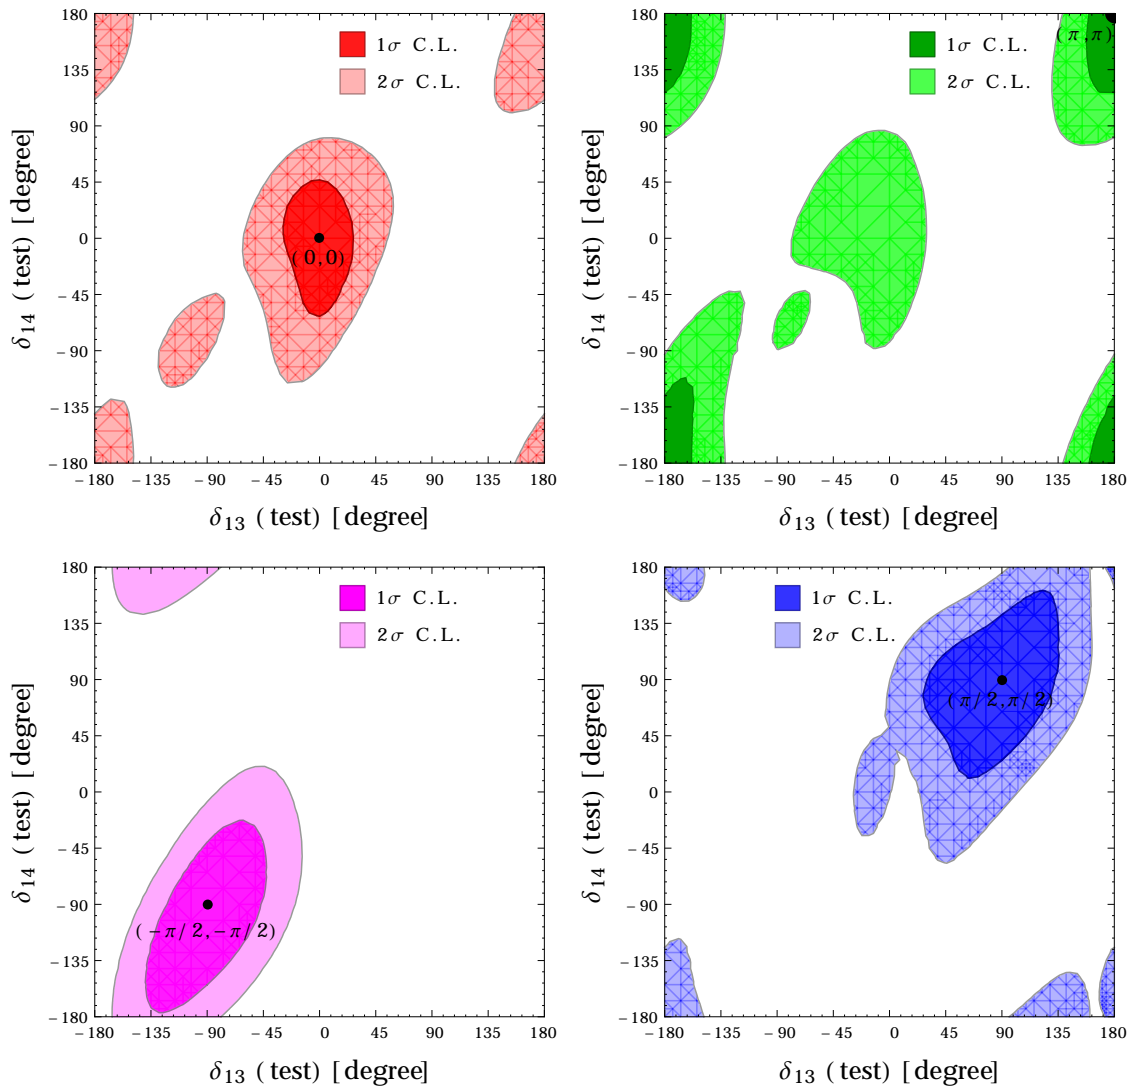 1σ C.L.
2σ C.L.
(0,0)
180
135
90
45
0
−45
−90
−135
−180
−180 −135 −90 −45 0 45 90 135 180
δ14 (test) [degree]
δ13 (test) [degree]
1σ C.L.
2σ C.L.
(π,π)
180
135
90
45
0
−45
−90
−135
−180
−180 −135 −90 −45 0 45 90 135 180
δ14 (test) [degree]
δ13 (test) [degree]
1σ C.L.
2σ C.L.
(−π/2,−π/2)
180
135
90
45
0
−45
−90
−135
−180
−180 −135 −90 −45 0 45 90 135 180
δ14 (test) [degree]
δ13 (test) [degree]
1σ C.L.
2σ C.L.
(π/2,π/2)
180
135
90
45
0
−45
−90
−135
−180
−180 −135 −90 −45 0 45 90 135 180
δ14 (test) [degree]
δ13 (test) [degree]